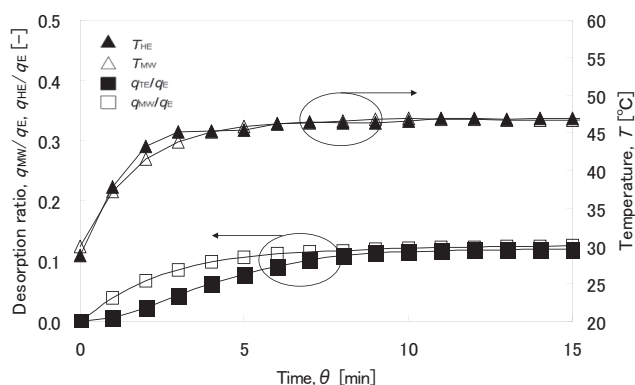 0.5
0.4
0.3
0.2
0.1
0.0
Desorption ratio, qMW/qE, qHE/qE [-]
THE
TMW
qTE/qE
qMW/qE
60
55
50
45
40
35
30
25
20
Temperature, T [℃]
0
5
10
15
Time, θ [min]